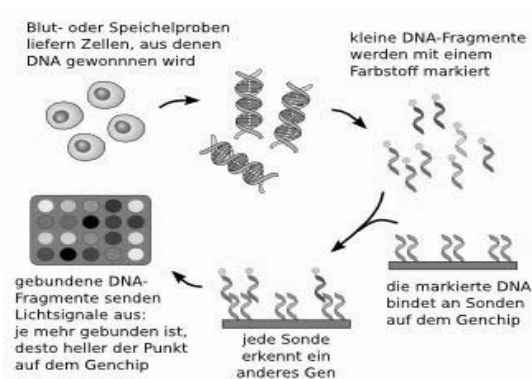 Blut- oder Speichelproben
liefern Zellen, aus denen
DNA gewonnnen wird
kleine DNA-Fragmente
werden mit einem
Farbstoff markiert
die markierte DNA
bindet an Sonden
auf dem Genchip
jede Sonde
erkennt ein
anderes Gen
gebundene DNA-
Fragmente senden
Lichtsignale aus:
je mehr gebunden ist,
desto heller der Punkt
auf dem Genchip